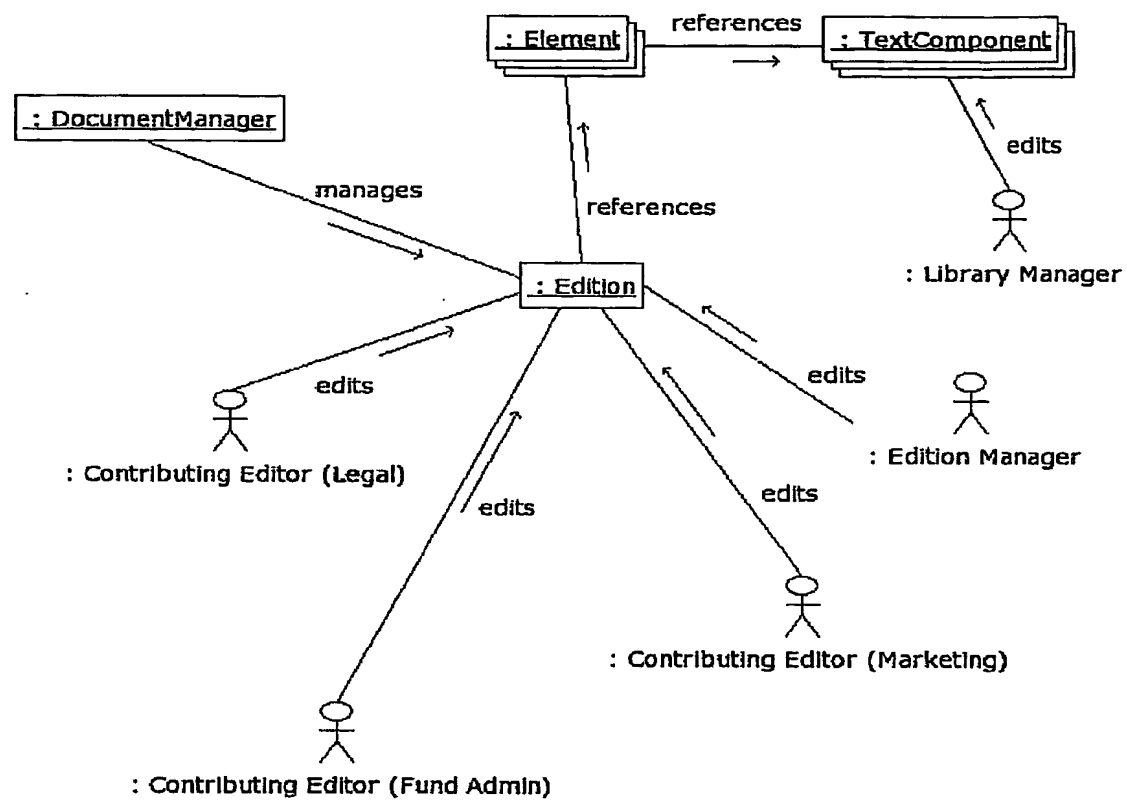 references
: Element
: TextComponent
: DocumentManager
edits
manages
references
: Library Manager
: Edition
edits
edits
: Edition Manager
: Contributing Editor (Legal)
edits
edits
: Contributing Editor (Marketing)
: Contributing Editor (Fund Admin)